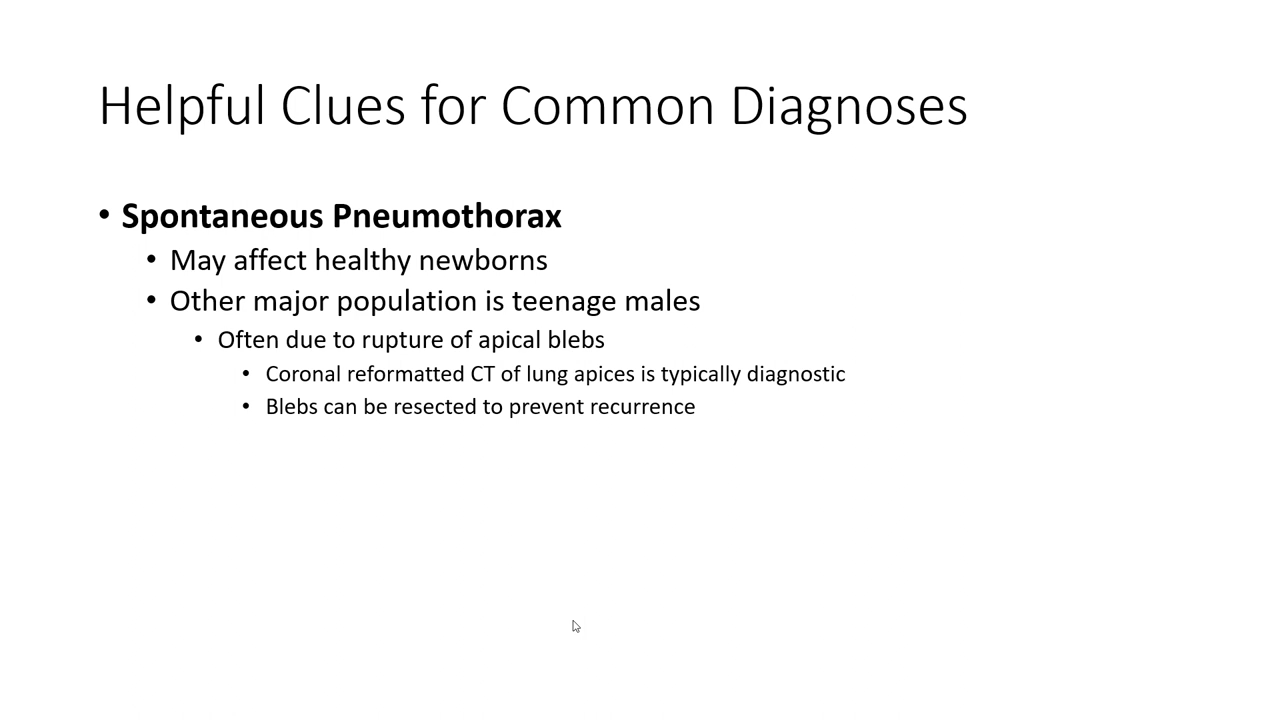 Helpful Clues for Common Diagnoses
• Spontaneous Pneumothorax
• May affect healthy newborns
• Other major population is teenage males
• Often due to rupture of apical blebs
• Coronal reformatted CT of lung apices is typically diagnostic
• Blebs can be resected to prevent recurrence